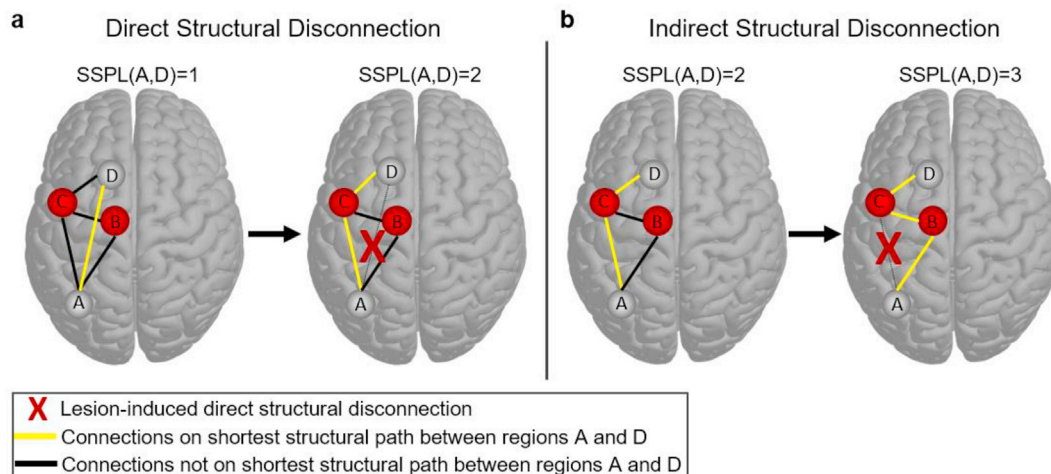 a
Direct Structural Disconnection
SSPL(A,D)=1
SSPL(A,D)=2
D
C
B
A
D
C
B
X
A
b
Indirect Structural Disconnection
SSPL(A,D)=2
SSPL(A,D)=3
D
C
B
A
D
C
B
X
A
X Lesion-induced direct structural disconnection
Connections on shortest structural path between regions A and D
Connections not on shortest structural path between regions A and D